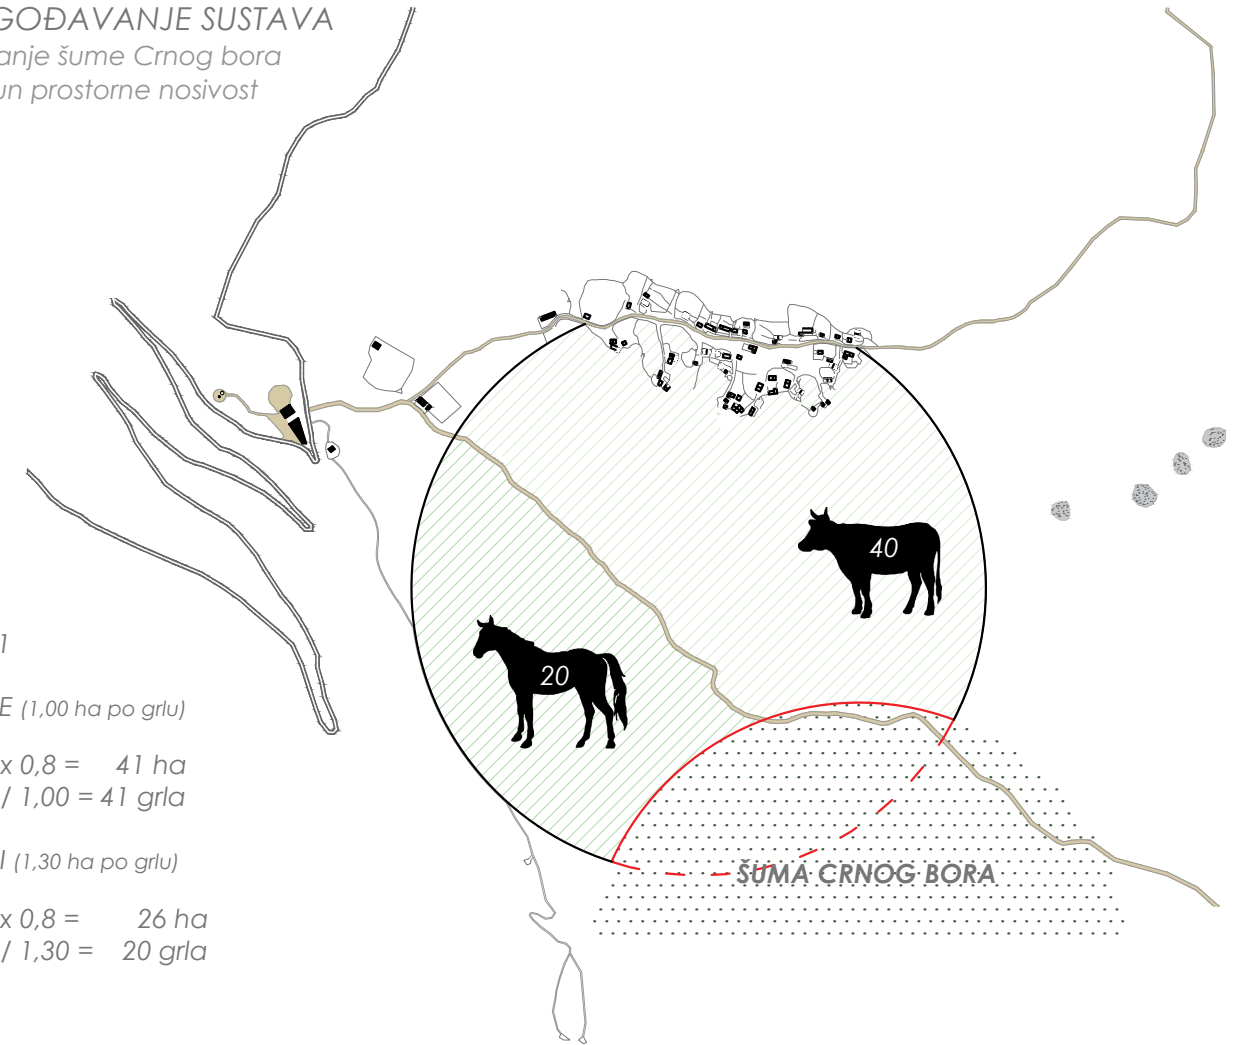 GOĐAVANJE SUSTAVA
anje šume Crnog bora
un prostorne nosivost
40
20
1
E (1,00 ha po grlu)
x 0,8 = 41 ha
/ 1,00 = 41 grla
I (1,30 ha po grlu)
x 0,8 = 26 ha
/ 1,30 = 20 grla
ŠUMA CRNOG BORA